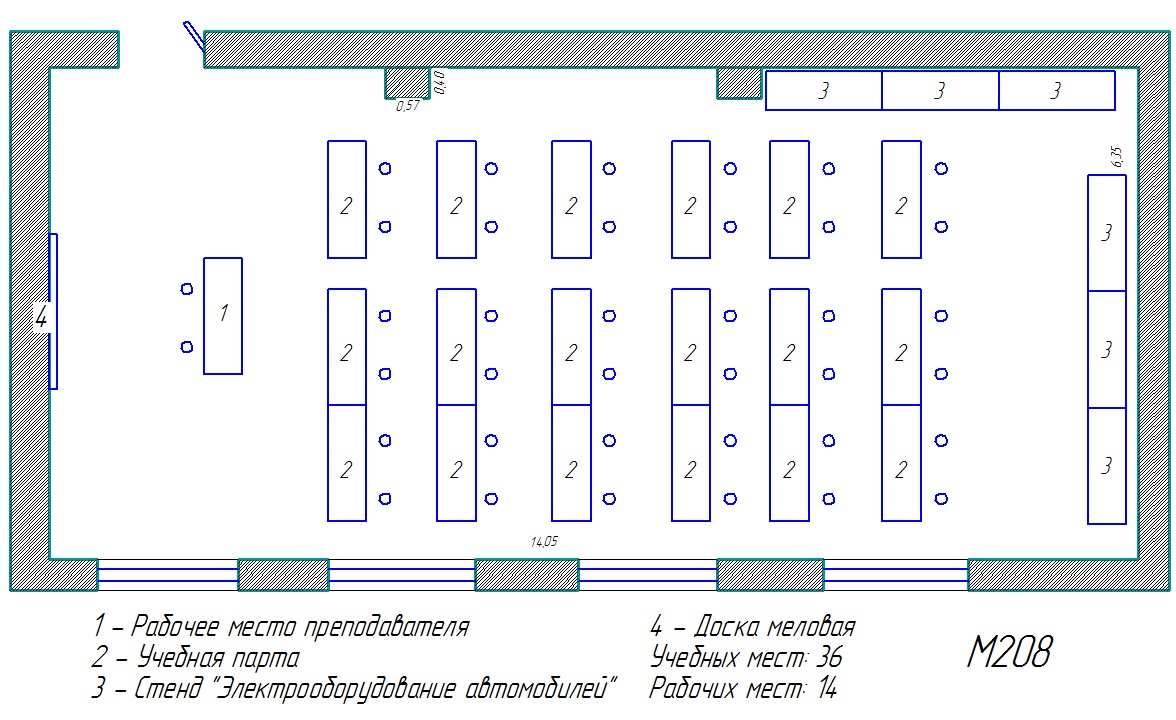 0,57
0,40
3 3 3
6,35
2 2 2 2 2 2
3
4
1
2 2 2 2 2 2
3
2 2 2 2 2 2
3
14,05
1 – Рабочее место преподавателя
2 – Учебная парта
3 – Стенд "Электрооборудование автомобилей"
4 – Доска меловая
Учебных мест: 36
Рабочих мест: 14
М208